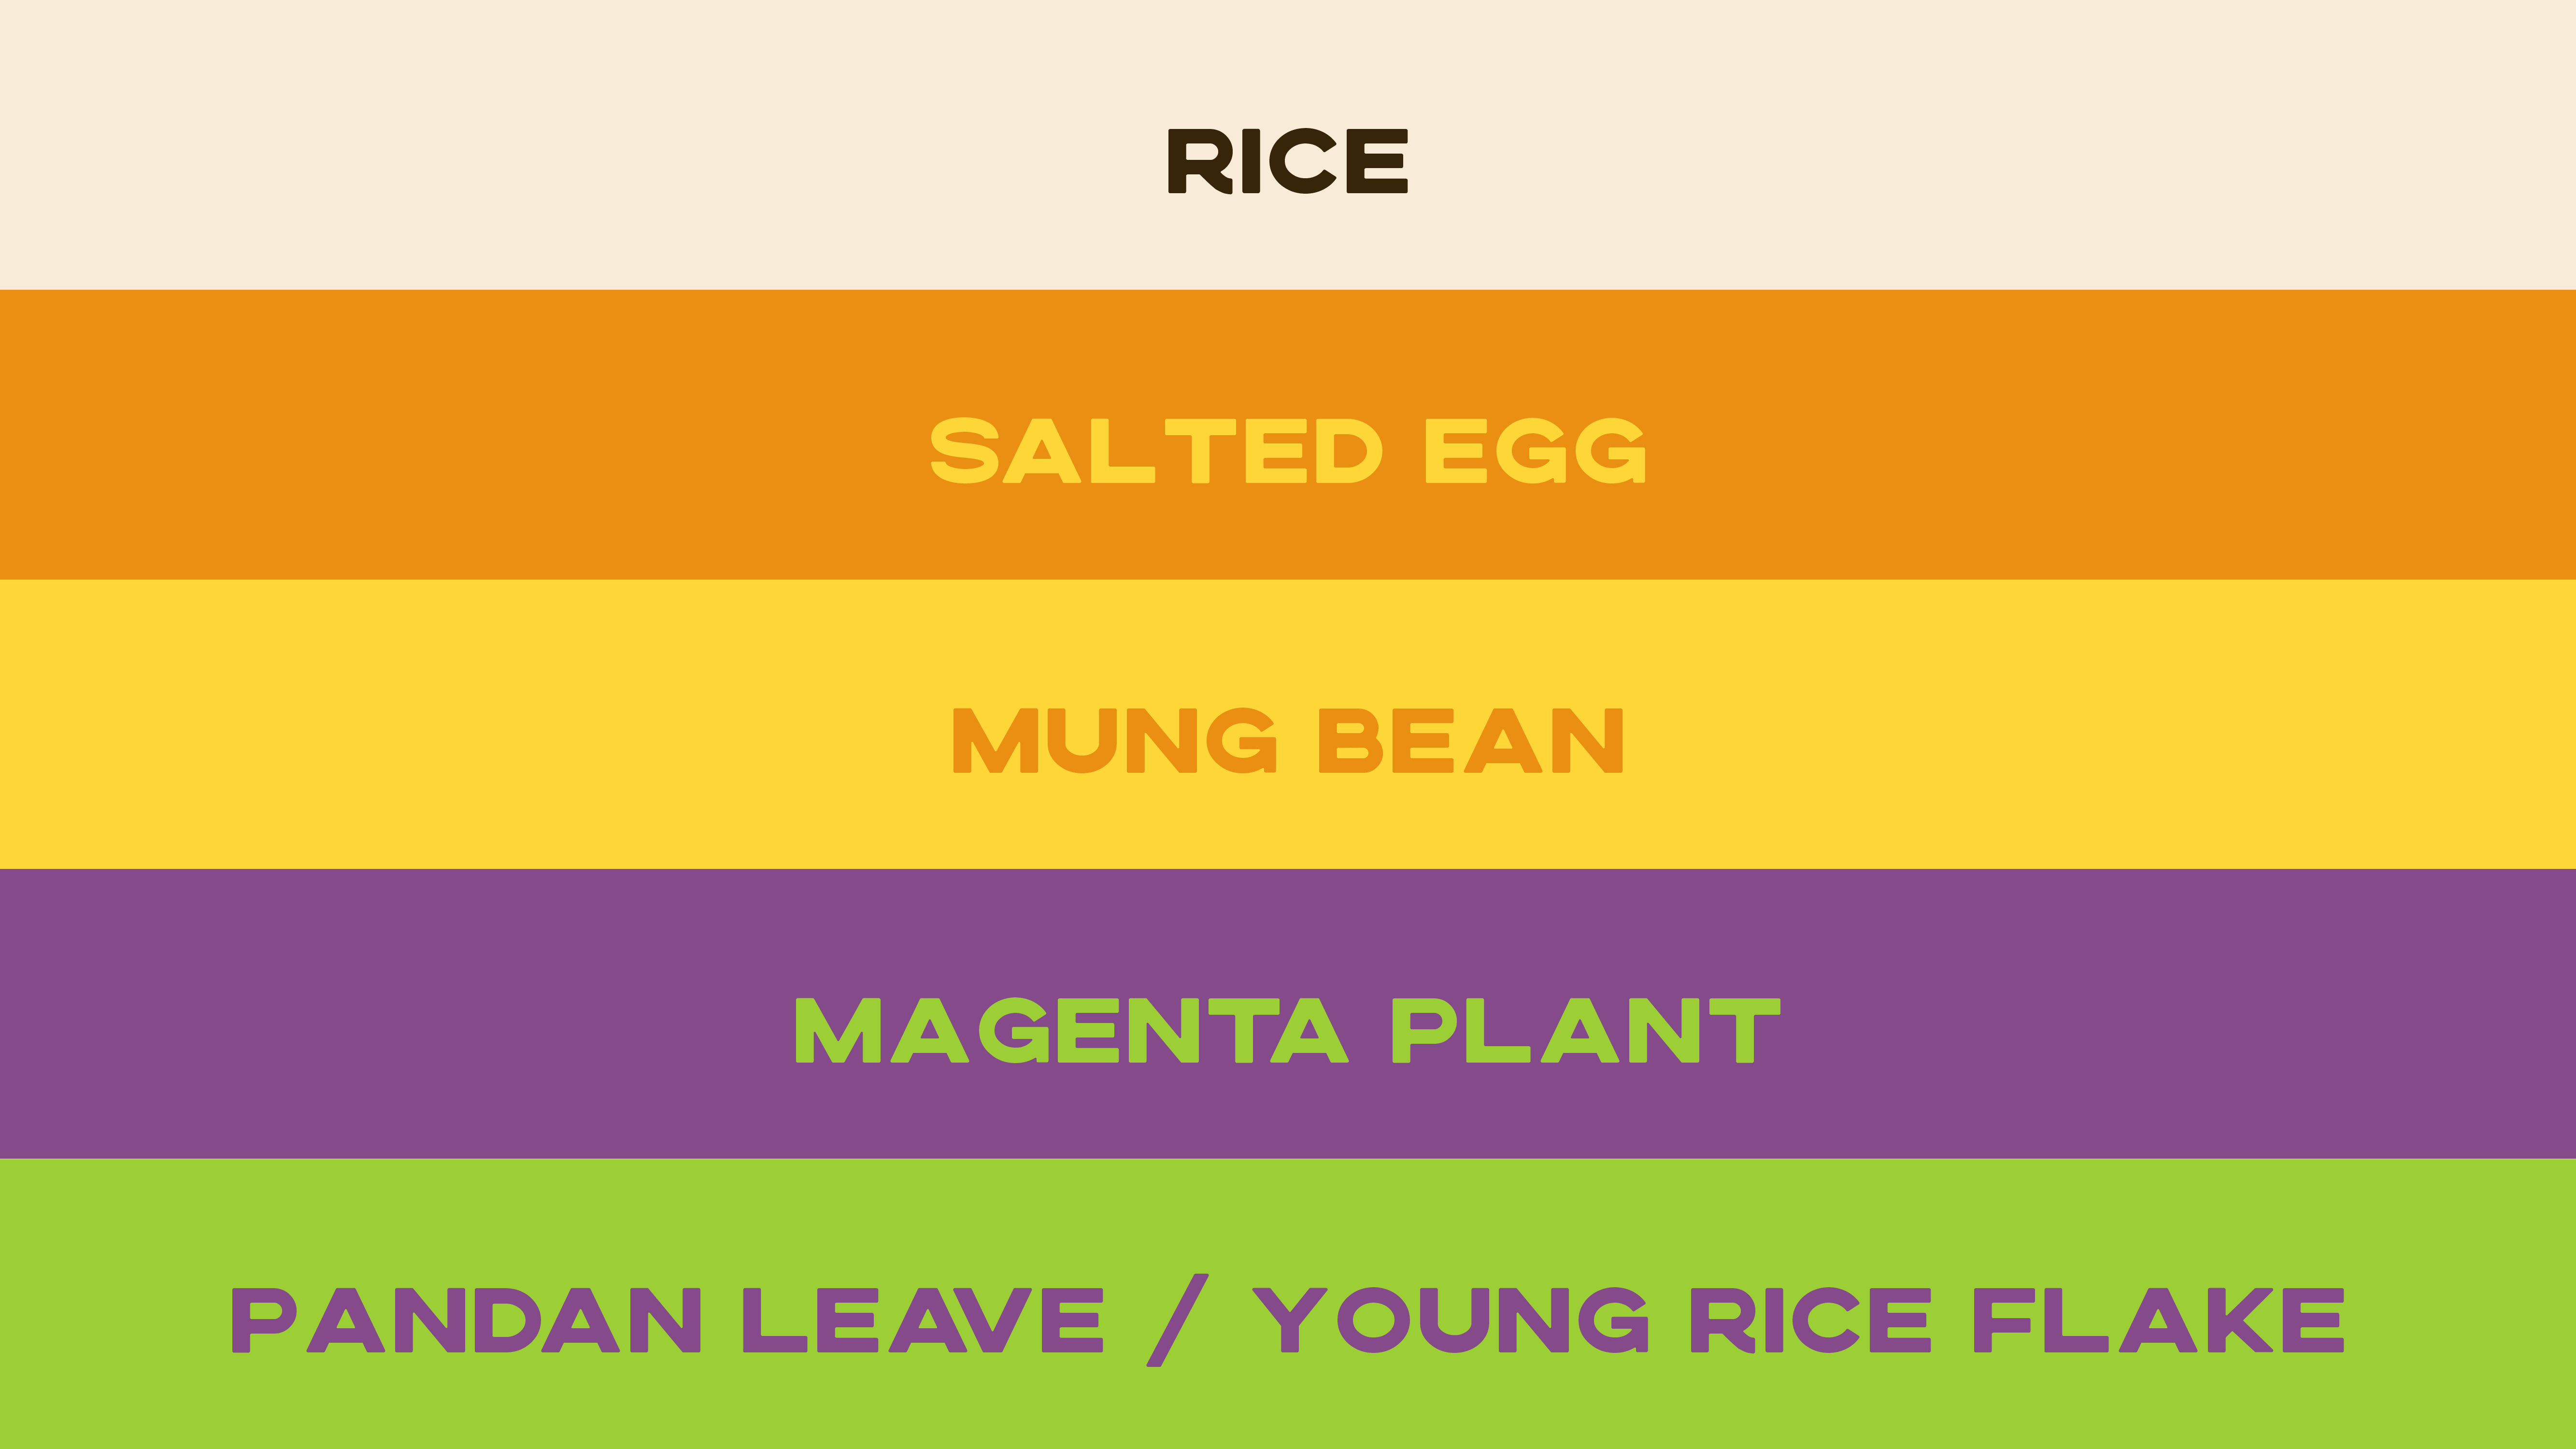 RICE
SALTED EGG
MUNG BEAN
MAGENTA PLANT
PANDAN LEAVE / YOUNG RICE FLAKE